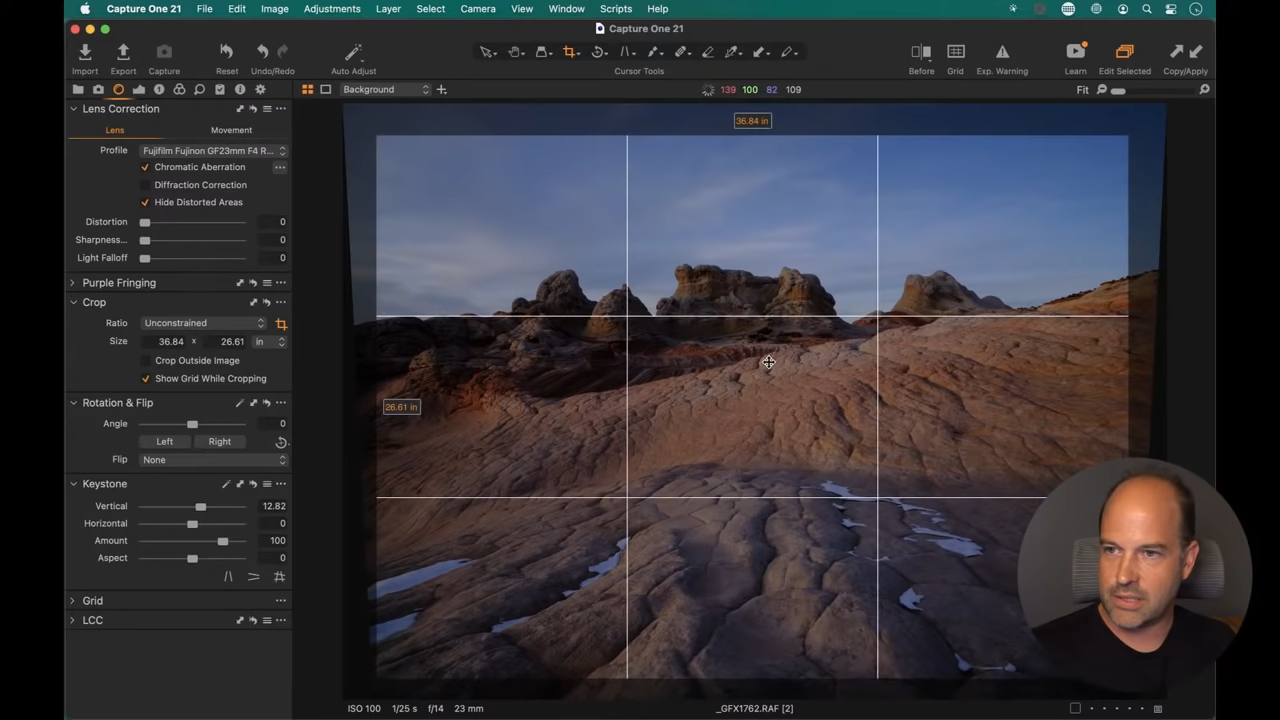 Capture One 21 File Edit Image Adjustments Layer Select Camera View Window Scripts Help
Capture One 21
Import Export Capture Reset Undo/Redo Auto Adjust Cursor Tools Before Grid Exp. Warning Learn Edit Selected Copy/Apply
Background 139 100 82 109 Fit
Lens Correction
Lens Movement
Profile Fujifilm Fujinon GF23mm F4 R...
Chromatic Aberration
Diffraction Correction
Hide Distorted Areas
Distortion 0
Sharpness... 0
Light Falloff 0
Purple Fringing
Crop
Ratio Unconstrained
Size 36.84 x 26.61 in
Crop Outside Image
Show Grid While Cropping
Rotation & Flip
Angle 0
Left Right
Flip None
Keystone
Vertical 12.82
Horizontal 0
Amount 100
Aspect 0
Grid
LCC
36.84 in
26.61 in
ISO 100 1/25 s f/14 23 mm _GFX1762.RAF [2]